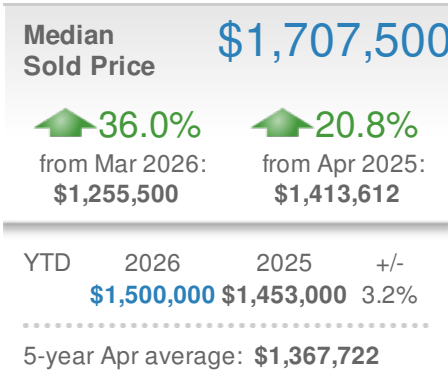 Median $1,707,500
Sold Price
36.0% 20.8%
from Mar 2026: from Apr 2025:
$1,255,500 $1,413,612
YTD 2026 2025 +/-
$1,500,000 $1,453,000 3.2%
5-year Apr average: $1,367,722